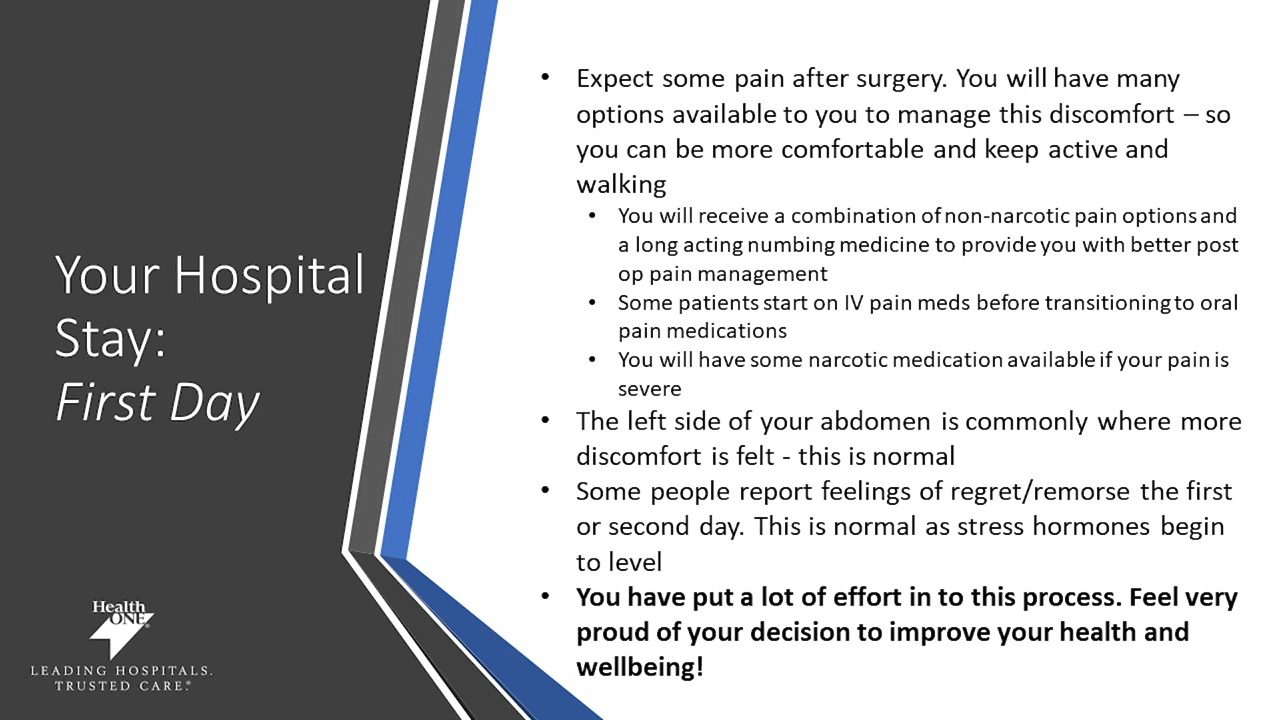 Your Hospital
Stay:
First Day
Health
ONE®
LEADING HOSPITALS.
TRUSTED CARE.®
• Expect some pain after surgery. You will have many
options available to you to manage this discomfort – so
you can be more comfortable and keep active and
walking
• You will receive a combination of non-narcotic pain options and
a long acting numbing medicine to provide you with better post
op pain management
• Some patients start on IV pain meds before transitioning to oral
pain medications
• You will have some narcotic medication available if your pain is
severe
• The left side of your abdomen is commonly where more
discomfort is felt - this is normal
• Some people report feelings of regret/remorse the first
or second day. This is normal as stress hormones begin
to level
• You have put a lot of effort in to this process. Feel very
proud of your decision to improve your health and
wellbeing!